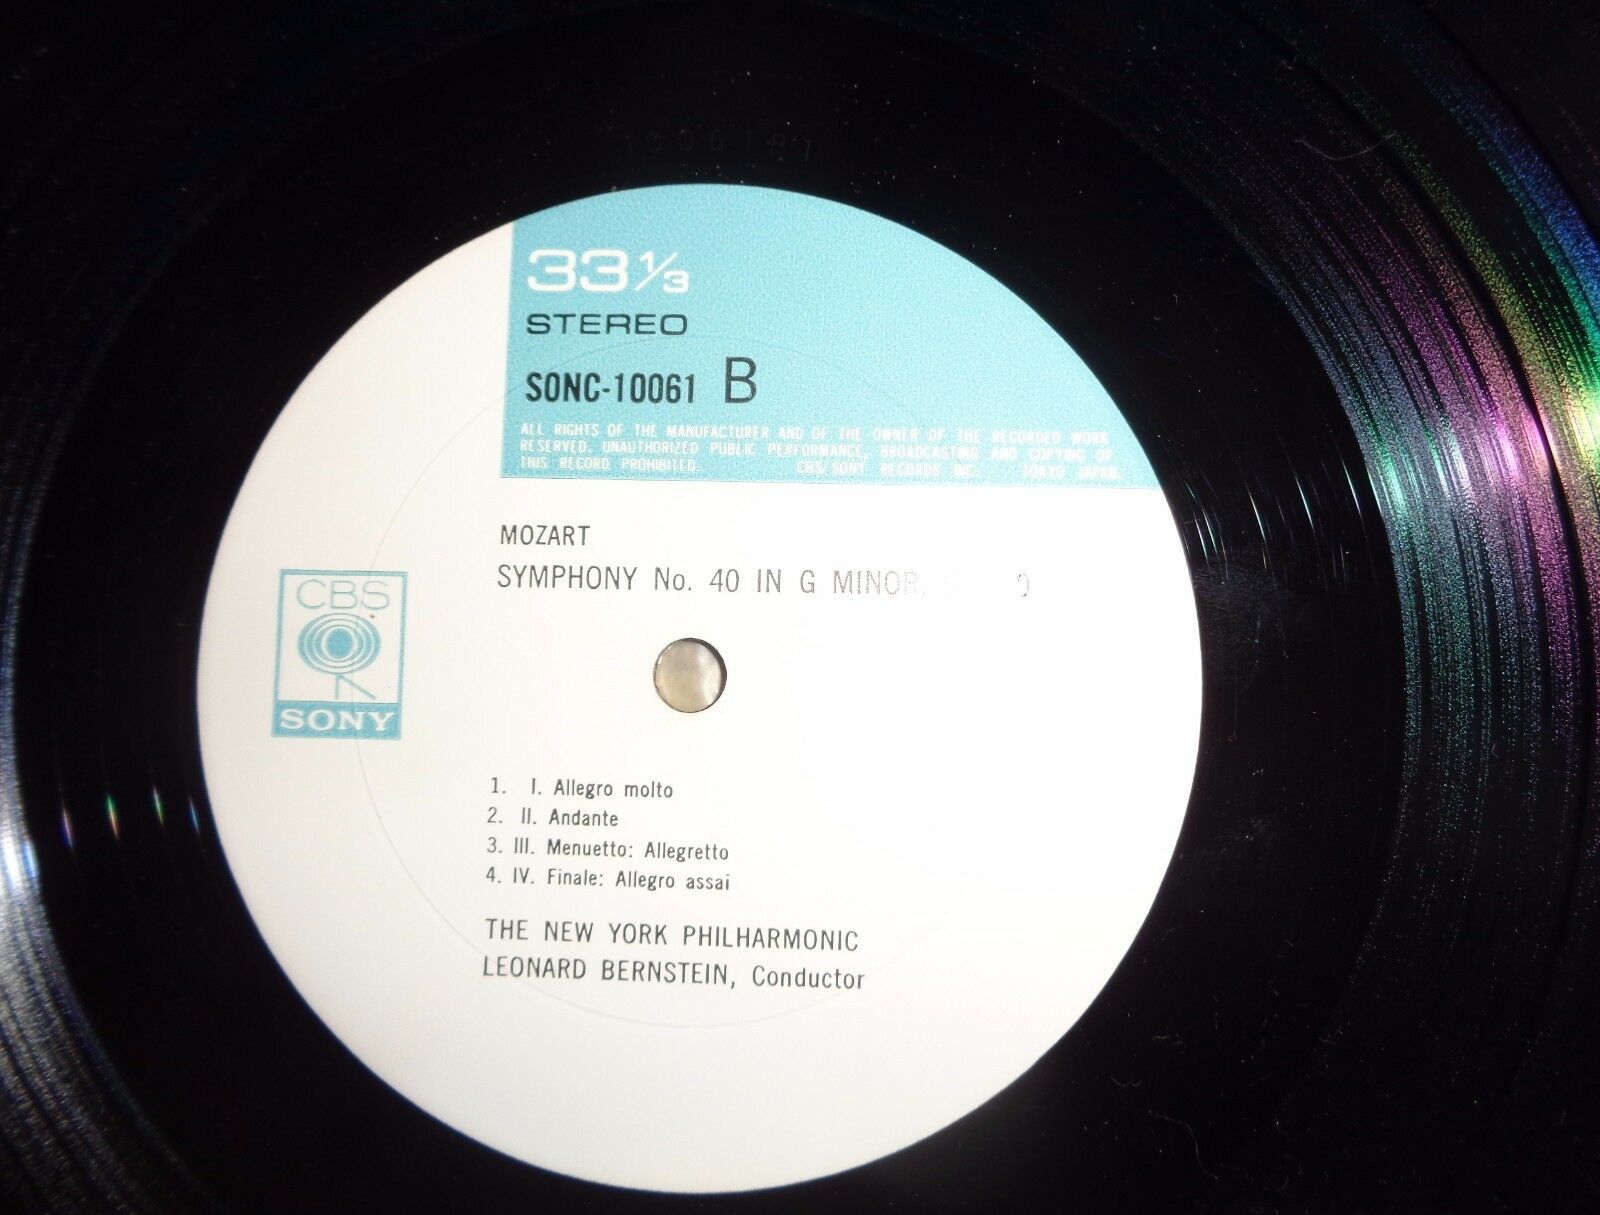 33 1/3
STEREO
SONC-10061 B
ALL RIGHTS OF THE MANUFACTURER AND OF THE OWNER OF THE RECORDED WORK
RESERVED. UNAUTHORIZED PUBLIC PERFORMANCE, BROADCASTING AND COPYING OF
THIS RECORD PROHIBITED. CBS/SONY RECORDS INC. TOKYO JAPAN
MOZART
SYMPHONY No. 40 IN G MINOR,
CBS
SONY
1. I. Allegro molto
2. II. Andante
3. III. Menuetto: Allegretto
4. IV. Finale: Allegro assai
THE NEW YORK PHILHARMONIC
LEONARD BERNSTEIN, Conductor